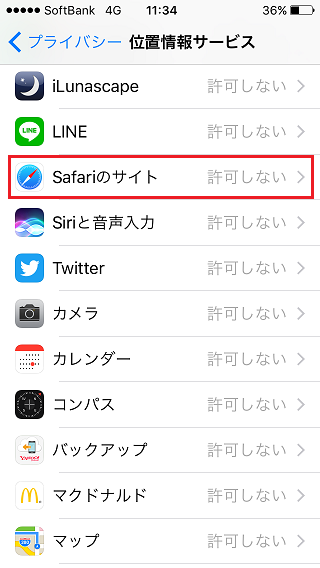 SoftBank 4G 11:34 36%
プライバシー 位置情報サービス
iLunascape 許可しない
LINE 許可しない
Safariのサイト 許可しない
Siriと音声入力 許可しない
Twitter 許可しない
カメラ 許可しない
カレンダー 許可しない
コンパス 許可しない
バックアップ 許可しない
マクドナルド 許可しない
マップ 許可しない